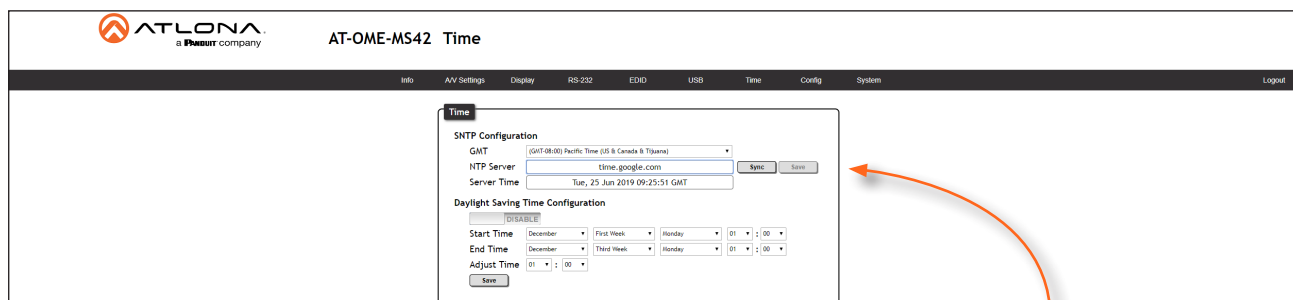 ATLONA.
a PANDUIT company
AT-OME-MS42 Time
Info A/V Settings Display RS-232 EDID USB Time Config System Logout
Time
SNTP Configuration
GMT (GMT-08:00) Pacific Time (US & Canada & Tijuana)
NTP Server time.google.com Sync Save
Server Time Tue, 25 Jun 2019 09:25:51 GMT
Daylight Saving Time Configuration
DISABLE
Start Time December First Week Monday 01 : 00
End Time December Third Week Monday 01 : 00
Adjust Time 01 : 00
Save